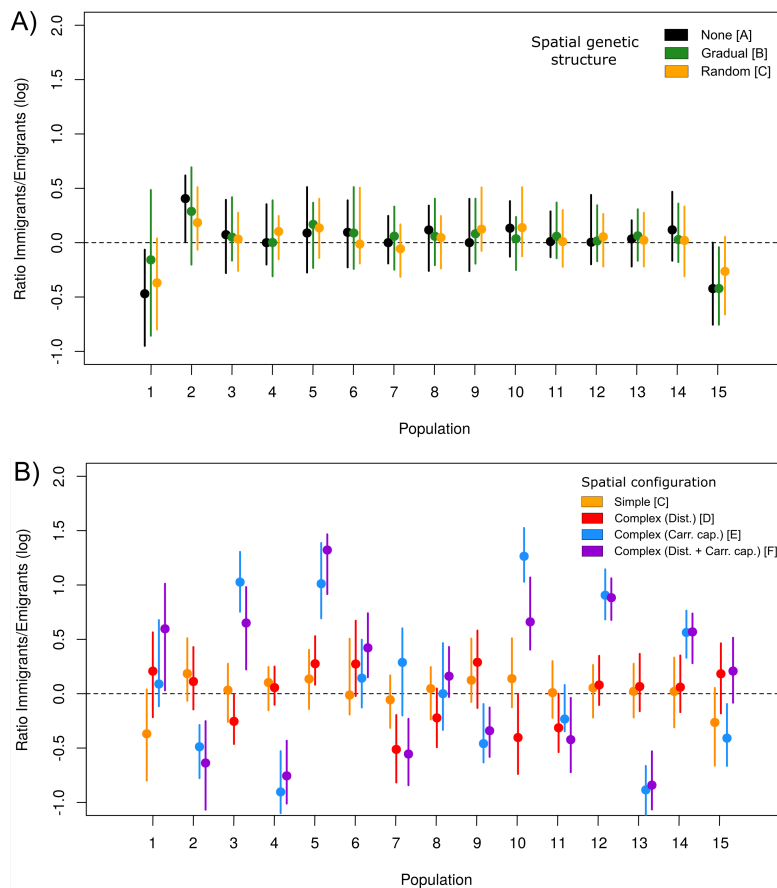 A)
Ratio Immigrants/Emigrants (log)
2.0
1.5
1.0
0.5
0.0
-0.5
-1.0
Spatial genetic
structure
None [A]
Gradual [B]
Random [C]
1 2 3 4 5 6 7 8 9 10 11 12 13 14 15
Population
B)
Ratio Immigrants/Emigrants (log)
2.0
1.5
1.0
0.5
0.0
-0.5
-1.0
Spatial configuration
Simple [C]
Complex (Dist.) [D]
Complex (Carr. cap.) [E]
Complex (Dist. + Carr. cap.) [F]
1 2 3 4 5 6 7 8 9 10 11 12 13 14 15
Population